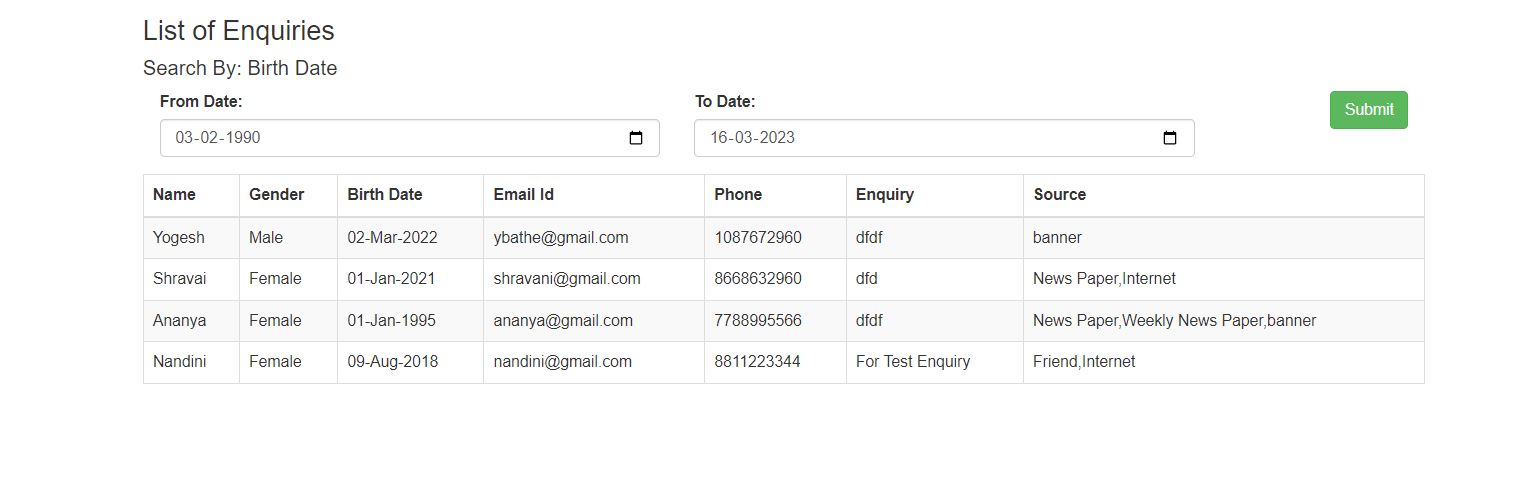 List of Enquiries
Search By: Birth Date
From Date: To Date: Submit
03-02-1990 16-03-2023
Name Gender Birth Date Email Id Phone Enquiry Source
Yogesh Male 02-Mar-2022 ybathe@gmail.com 1087672960 dfdf banner
Shravai Female 01-Jan-2021 shravani@gmail.com 8668632960 dfd News Paper,Internet
Ananya Female 01-Jan-1995 ananya@gmail.com 7788995566 dfdf News Paper,Weekly News Paper,banner
Nandini Female 09-Aug-2018 nandini@gmail.com 8811223344 For Test Enquiry Friend,Internet